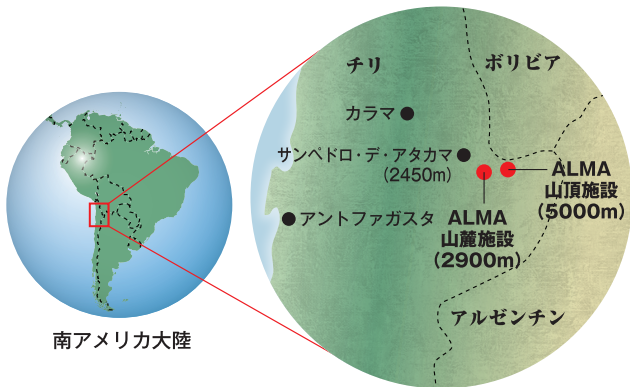 チリ
ボリビア
カラマ
サンペドロ・デ・アタカマ
(2450m)
ALMA
山頂施設
(5000m)
アントファガスタ
ALMA
山麓施設
(2900m)
アルゼンチン
南アメリカ大陸